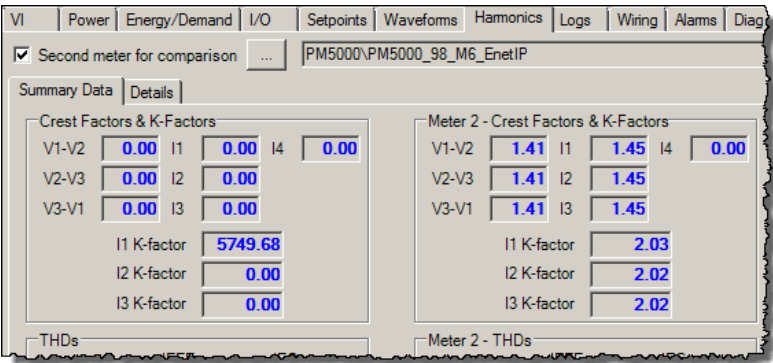 VI Power Energy/Demand I/O Setpoints Waveforms Harmonics Logs Wiring Alarms Diag
Second meter for comparison ... PM5000\PM5000_98_M6_EnetIP
Summary Data Details
Crest Factors & K-Factors Meter 2 - Crest Factors & K-Factors
V1-V2 0.00 I1 0.00 I4 0.00 V1-V2 1.41 I1 1.45 I4 0.00
V2-V3 0.00 I2 0.00 V2-V3 1.41 I2 1.45
V3-V1 0.00 I3 0.00 V3-V1 1.41 I3 1.45
I1 K-factor 5749.68 I1 K-factor 2.03
I2 K-factor 0.00 I2 K-factor 2.02
I3 K-factor 0.00 I3 K-factor 2.02
THDs Meter 2 - THDs